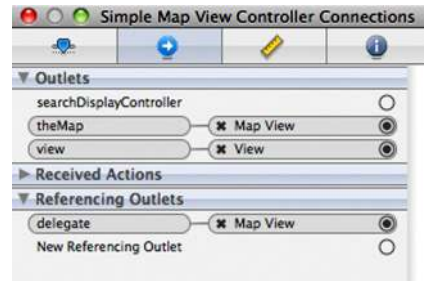 Simple Map View Controller Connections
Outlets
searchDisplayController
theMap Map View
view View
Received Actions
Referencing Outlets
delegate Map View
New Referencing Outlet